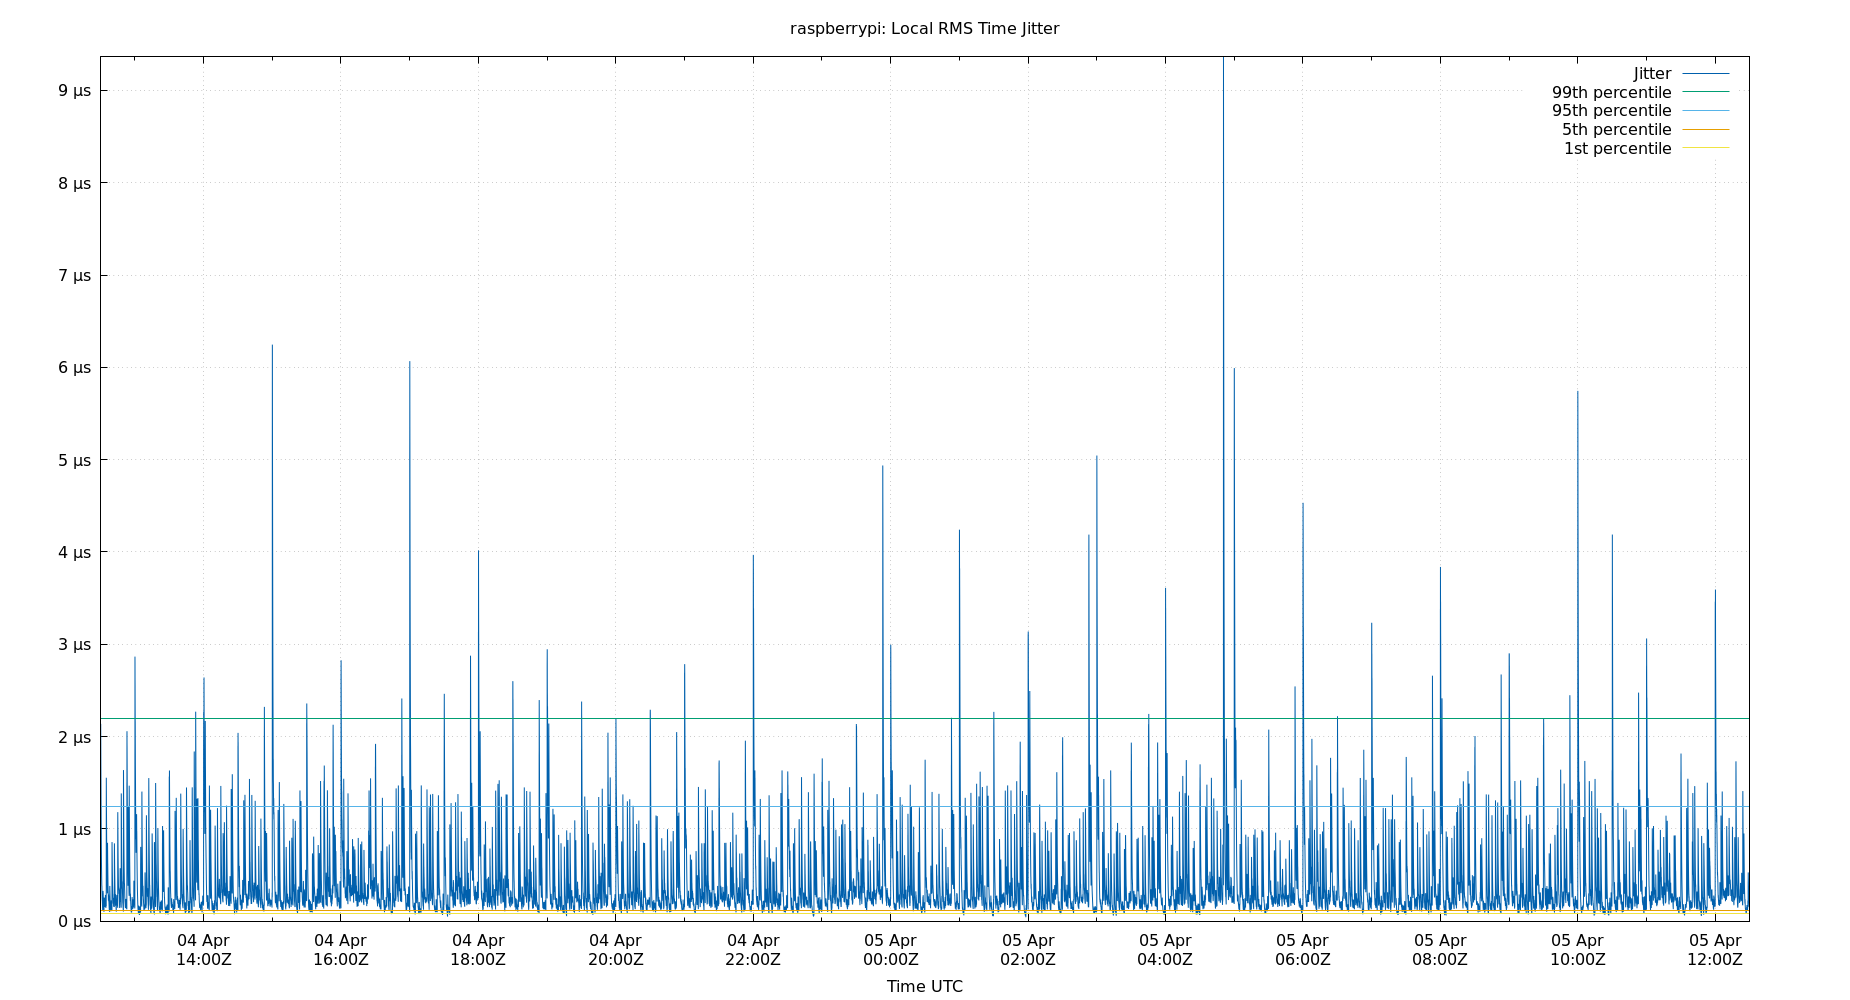 raspberrypi: Local RMS Time Jitter
Jitter
99th percentile
95th percentile
5th percentile
1st percentile
9 µs
8 µs
7 µs
6 µs
5 µs
4 µs
3 µs
2 µs
1 µs
0 µs
04 Apr 04 Apr 04 Apr 04 Apr 04 Apr 05 Apr 05 Apr 05 Apr 05 Apr 05 Apr 05 Apr 05 Apr
14:00Z 16:00Z 18:00Z 20:00Z 22:00Z 00:00Z 02:00Z 04:00Z 06:00Z 08:00Z 10:00Z 12:00Z
Time UTC